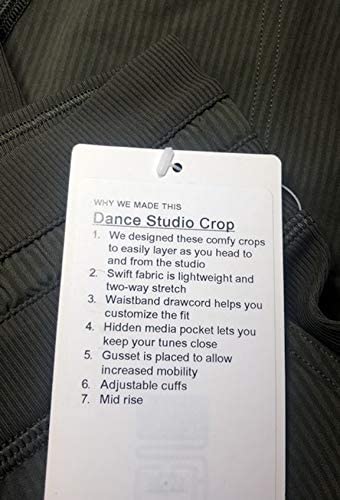 WHY WE MADE THIS
Dance Studio Crop
1. We designed these comfy crops
to easily layer as you head to
and from the studio
2. Swift fabric is lightweight and
two-way stretch
3. Waistband drawcord helps you
customize the fit
4. Hidden media pocket lets you
keep your tunes close
5. Gusset is placed to allow
increased mobility
6. Adjustable cuffs
7. Mid rise